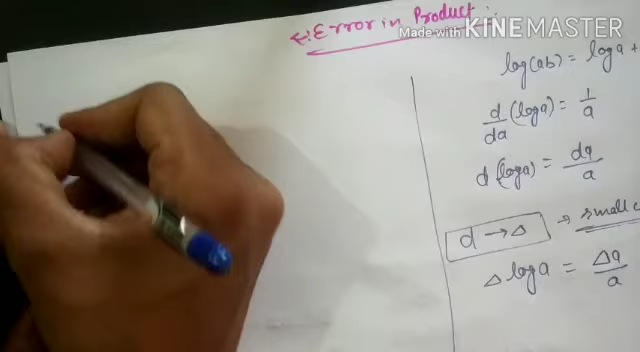 Error in Product :-
Made with KINEMASTER
log(ab) = log a +
d/da (log a) = 1/a
d (log a) = da/a
d → Δ → small c
Δ log a = Δa/a